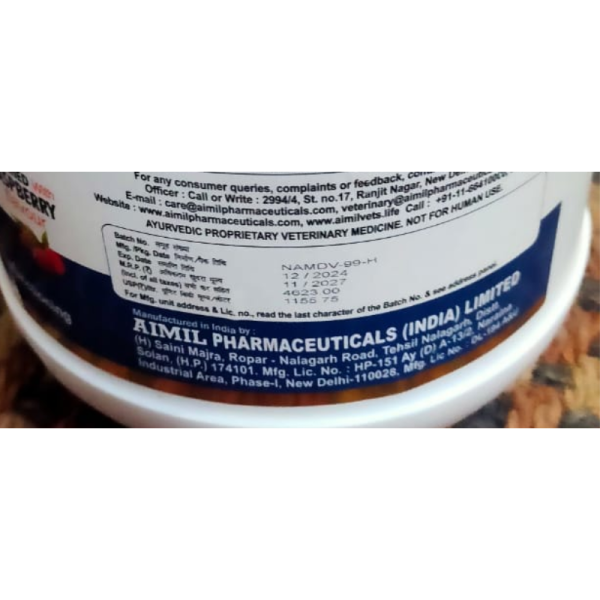 RASPBERRY
For any consumer queries, complaints or feedback,
Officer : Call or Write : 2994/4, St. no.17, Ranjit Nagar, New
E-mail : care@aimilpharmaceuticals.com, veterinary@aimilpharmaceuticals
Website : www.aimilpharmaceuticals.com, www.aimilvets.life Call : +91-11-
AYURVEDIC PROPRIETARY VETERINARY MEDICINE. NOT FOR HUMAN USE.
Batch No. NAMDV-99-H
Mfg./Pkg. Date 12/2024
Exp. Date 11/2027
M.R.P. (₹) 4623.00
(Incl. of all taxes)
1155.75
For Mfg. unit address & Lic. no., read the last character of the Batch No. & see address panel.
Manufactured in India by :
AIMIL PHARMACEUTICALS (INDIA) LIMITED
(H) Saini Majra, Ropar - Nalagarh Road, Tehsil Nalagarh, Distt.
Solan, (H.P.) 174101. Mfg. Lic. No. : HP-151 Ay (D) A-13/2, Naraina
Industrial Area, Phase-I, New Delhi-110028, Mfg. Lic No. :